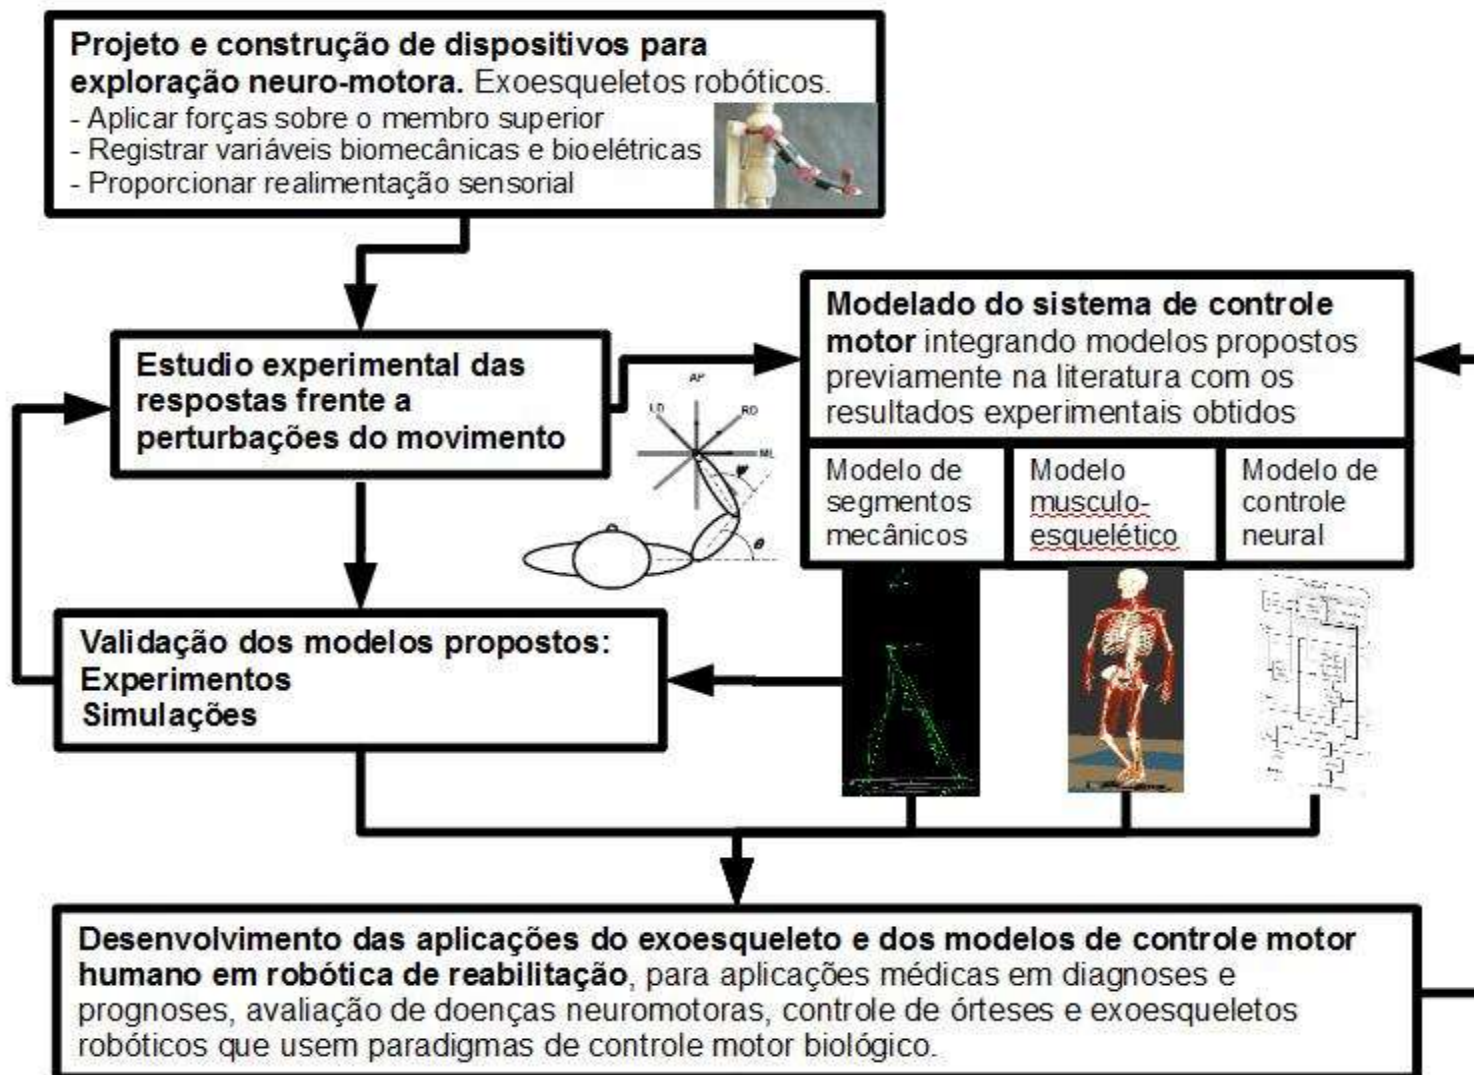 Projeto e construção de dispositivos para
exploração neuro-motora. Exoesqueletos robóticos.
- Aplicar forças sobre o membro superior
- Registrar variáveis biomecânicas e bioelétricas
- Proporcionar realimentação sensorial
Estudio experimental das
respostas frente a
perturbações do movimento
AP
LD
RD
ML
ψ
θ
Modelado do sistema de controle
motor integrando modelos propostos
previamente na literatura com os
resultados experimentais obtidos
Modelo de
segmentos
mecânicos
Modelo
musculo-
esquelético
Modelo de
controle
neural
Validação dos modelos propostos:
Experimentos
Simulações
Desenvolvimento das aplicações do exoesqueleto e dos modelos de controle motor
humano em robótica de reabilitação, para aplicações médicas em diagnoses e
prognoses, avaliação de doenças neuromotoras, controle de órteses e exoesqueletos
robóticos que usem paradigmas de controle motor biológico.